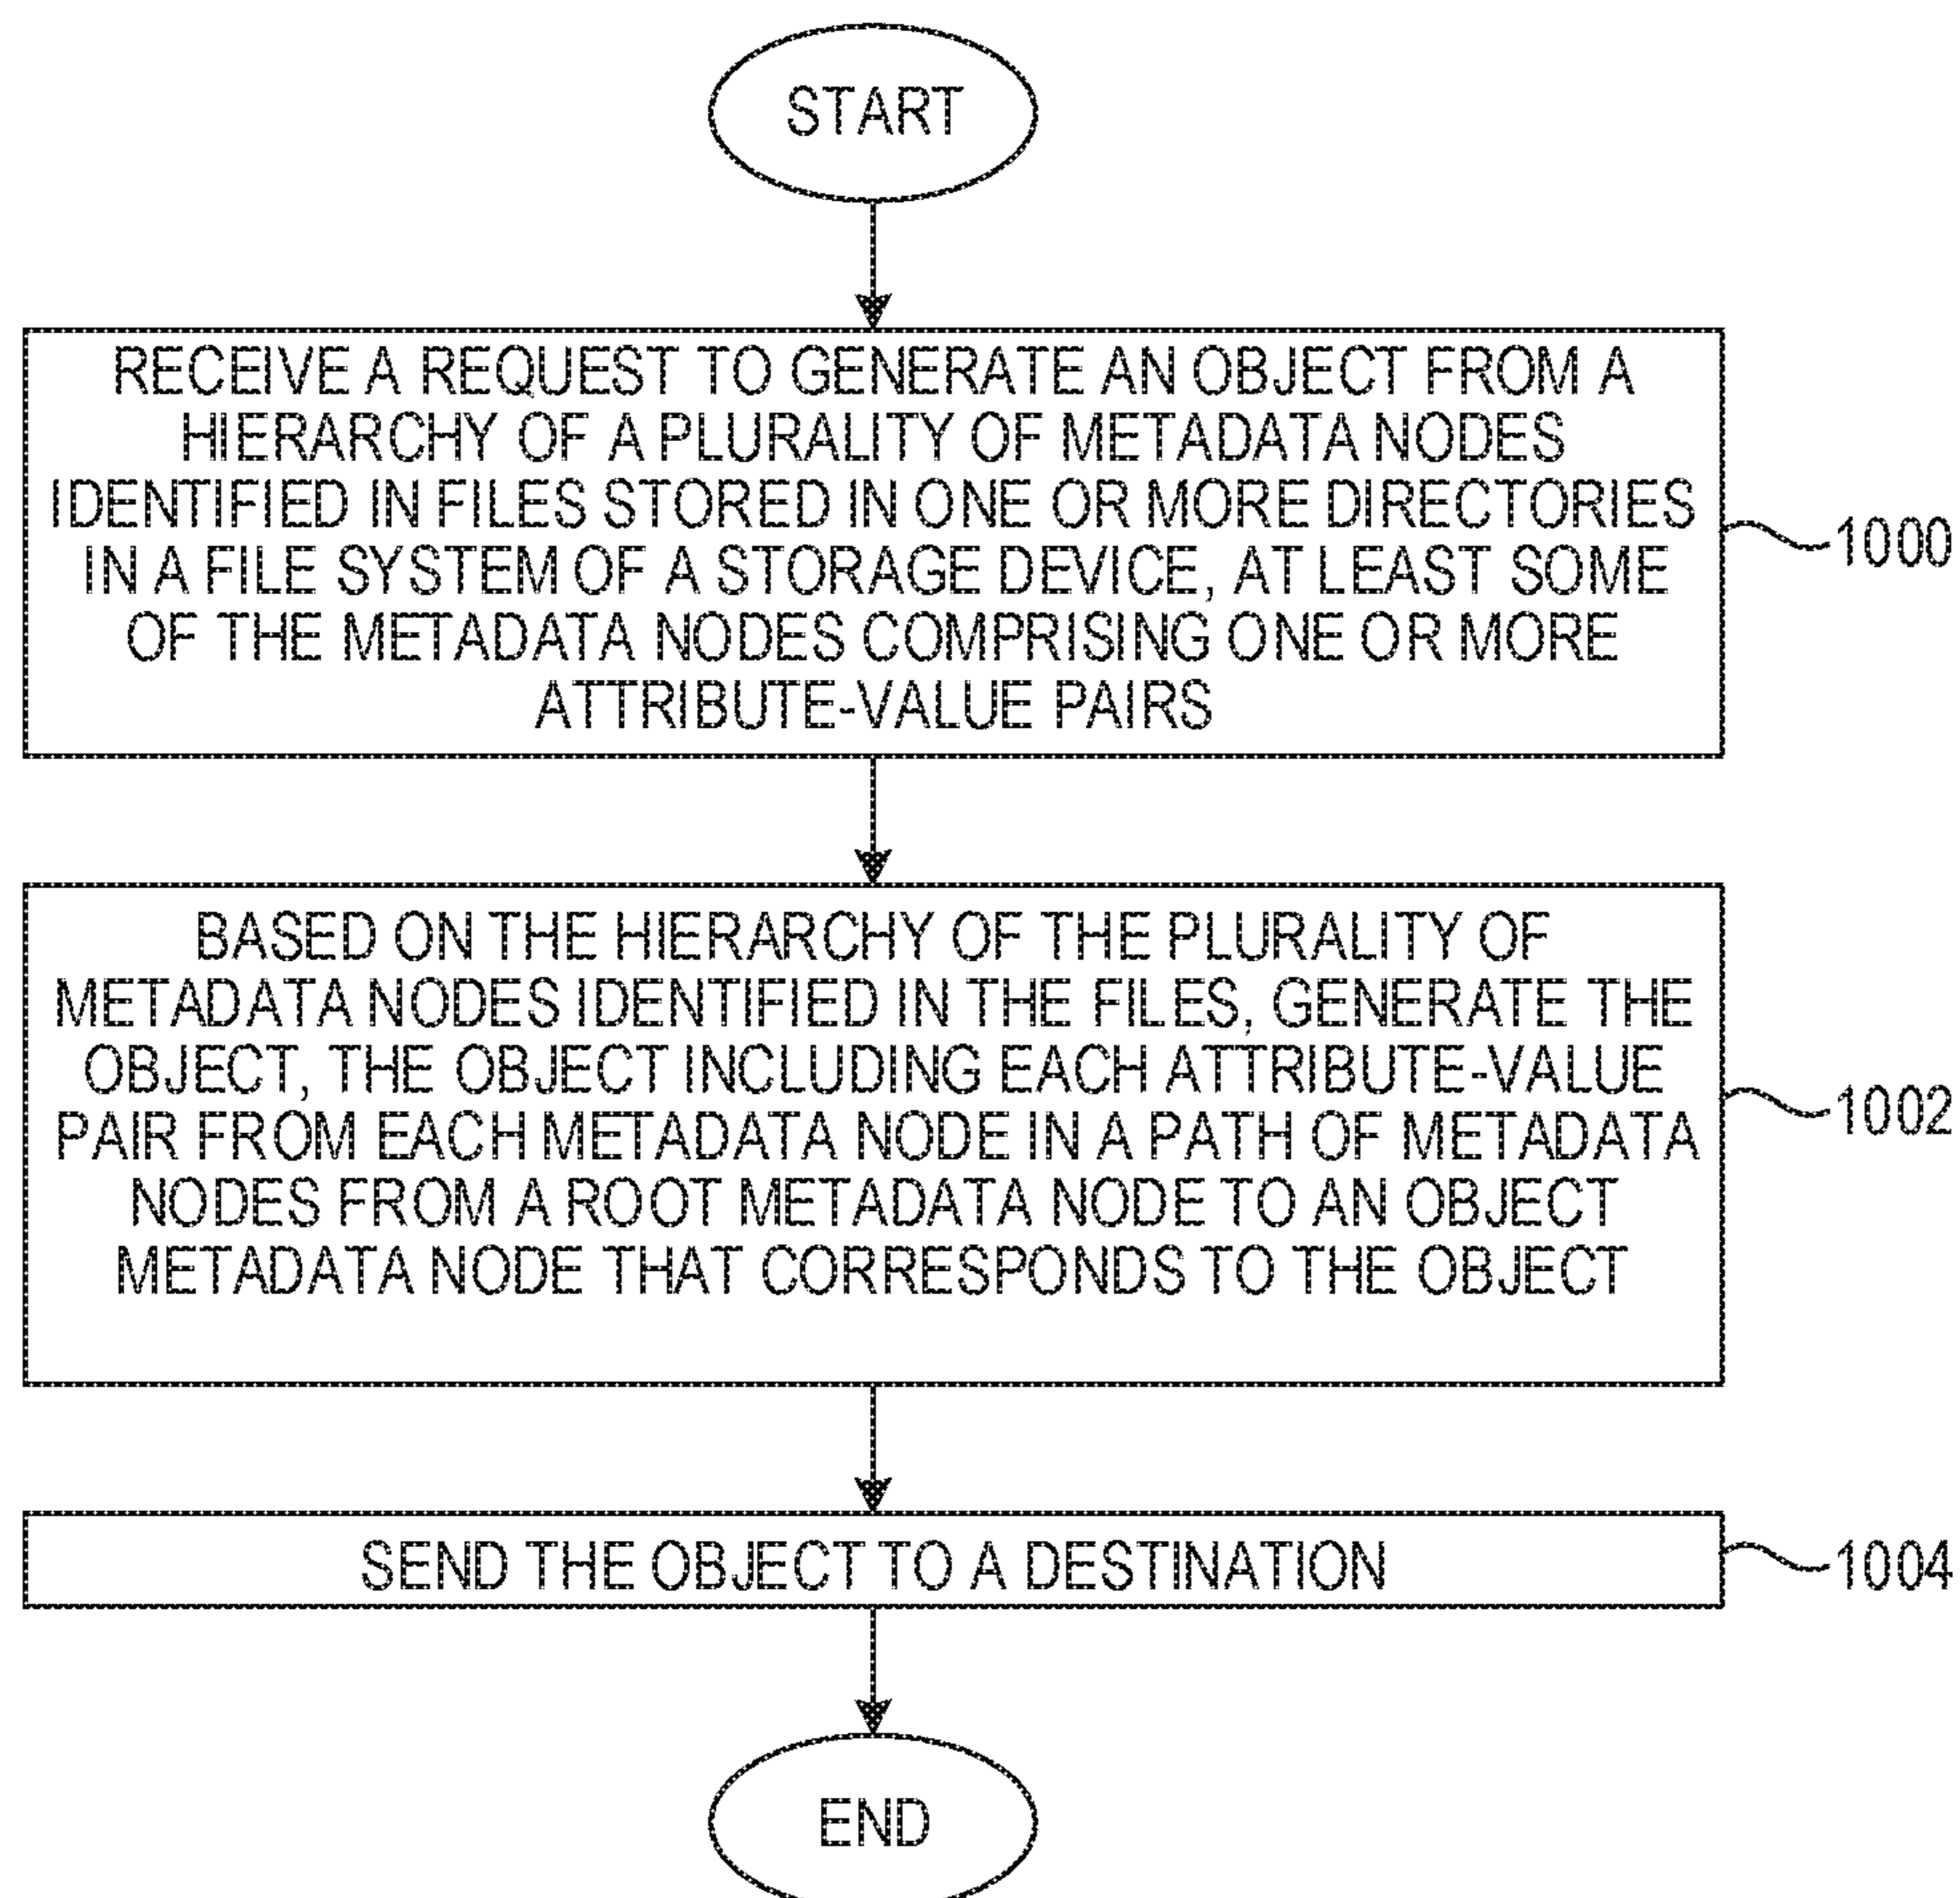 START
RECEIVE A REQUEST TO GENERATE AN OBJECT FROM A
HIERARCHY OF A PLURALITY OF METADATA NODES
IDENTIFIED IN FILES STORED IN ONE OR MORE DIRECTORIES
IN A FILE SYSTEM OF A STORAGE DEVICE, AT LEAST SOME
OF THE METADATA NODES COMPRISING ONE OR MORE
ATTRIBUTE-VALUE PAIRS
1000
BASED ON THE HIERARCHY OF THE PLURALITY OF
METADATA NODES IDENTIFIED IN THE FILES, GENERATE THE
OBJECT, THE OBJECT INCLUDING EACH ATTRIBUTE-VALUE
PAIR FROM EACH METADATA NODE IN A PATH OF METADATA
NODES FROM A ROOT METADATA NODE TO AN OBJECT
METADATA NODE THAT CORRESPONDS TO THE OBJECT
1002
SEND THE OBJECT TO A DESTINATION
1004
END